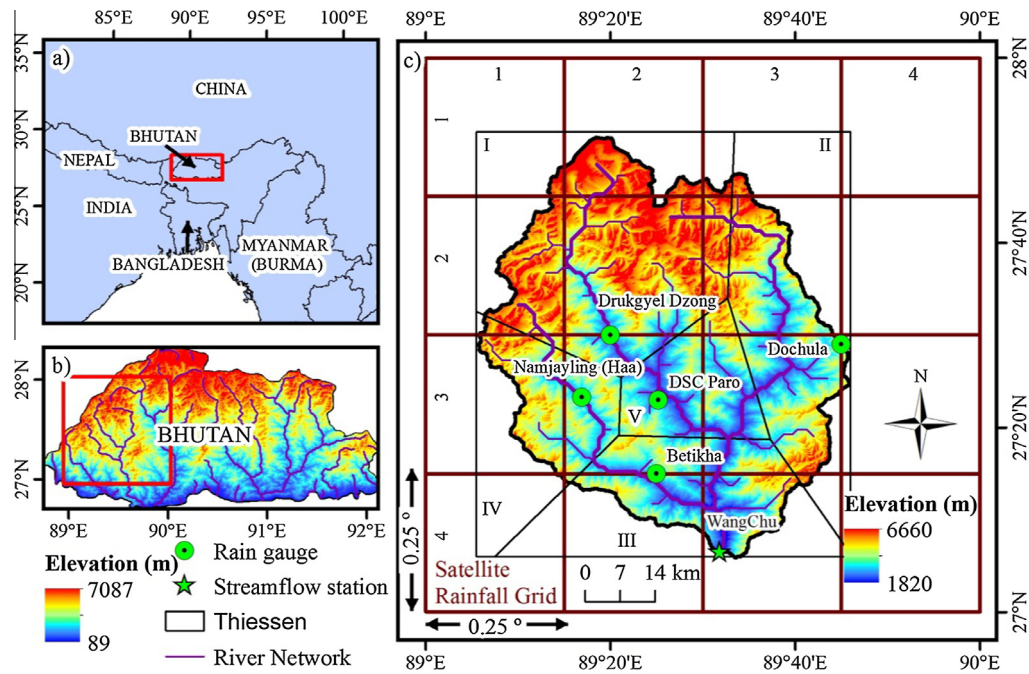 85°E 90°E 95°E 100°E
a)
35°N
30°N
25°N
20°N
CHINA
BHUTAN
NEPAL
INDIA
MYANMAR
(BURMA)
BANGLADESH
b)
28°N
27°N
BHUTAN
89°E 90°E 91°E 92°E
Elevation (m)
7087
89
Rain gauge
Streamflow station
Thiessen
River Network
89°E 89°20'E 89°40'E 90°E
c)
1 2 3 4
1
2
3
4
I
II
Drukgyel Dzong
Dochula
Namjayling (Haa)
DSC Paro
V
Betikha
IV
WangChu
III
0 7 14 km
Satellite
Rainfall Grid
0.25 °
0.25 °
N
Elevation (m)
6660
1820
28°N
27°40'N
27°20'N
27°N
89°E 89°20'E 89°40'E 90°E